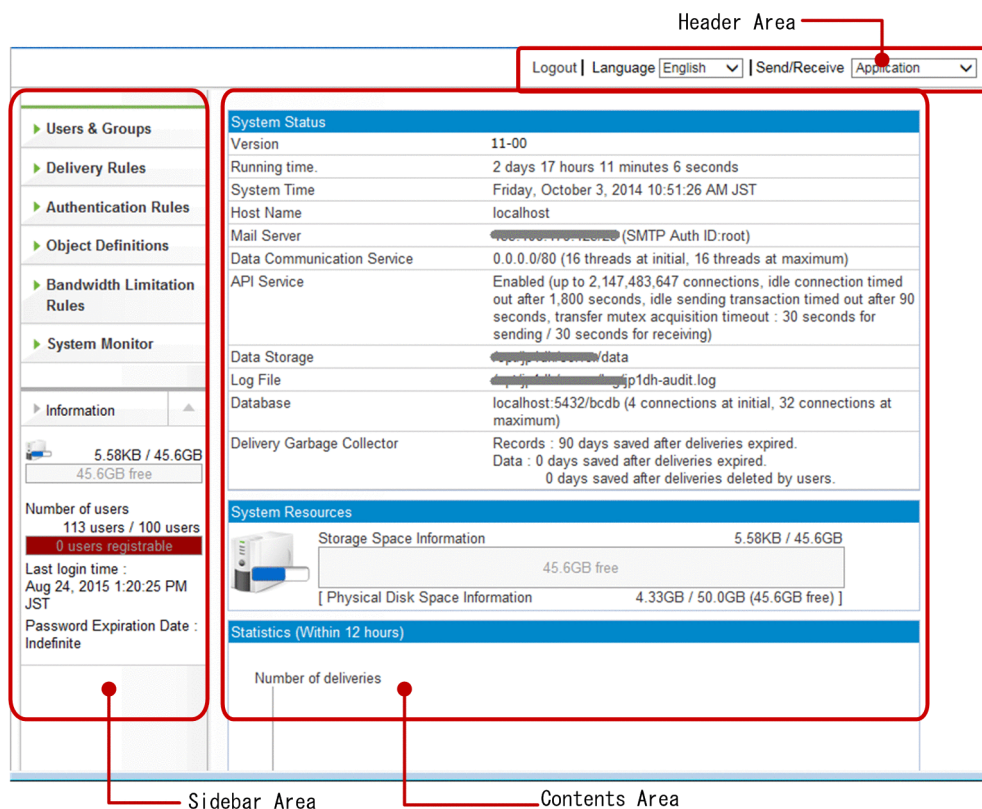 Header Area
Logout | Language English | Send/Receive Application
Users & Groups
Delivery Rules
Authentication Rules
Object Definitions
Bandwidth Limitation
Rules
System Monitor
Information
5.58KB / 45.6GB
45.6GB free
Number of users
113 users / 100 users
0 users registrable
Last login time :
Aug 24, 2015 1:20:25 PM
JST
Password Expiration Date :
Indefinite
System Status
Version 11-00
Running time. 2 days 17 hours 11 minutes 6 seconds
System Time Friday, October 3, 2014 10:51:26 AM JST
Host Name localhost
Mail Server (SMTP Auth ID:root)
Data Communication Service 0.0.0.0/80 (16 threads at initial, 16 threads at maximum)
API Service Enabled (up to 2,147,483,647 connections, idle connection timed
out after 1,800 seconds, idle sending transaction timed out after 90
seconds, transfer mutex acquisition timeout : 30 seconds for
sending / 30 seconds for receiving)
Data Storage /data
Log File jp1dh-audit.log
Database localhost:5432/bcdb (4 connections at initial, 32 connections at
maximum)
Delivery Garbage Collector Records : 90 days saved after deliveries expired.
Data : 0 days saved after deliveries expired.
0 days saved after deliveries deleted by users.
System Resources
Storage Space Information 5.58KB / 45.6GB
45.6GB free
[ Physical Disk Space Information 4.33GB / 50.0GB (45.6GB free) ]
Statistics (Within 12 hours)
Number of deliveries
Sidebar Area
Contents Area